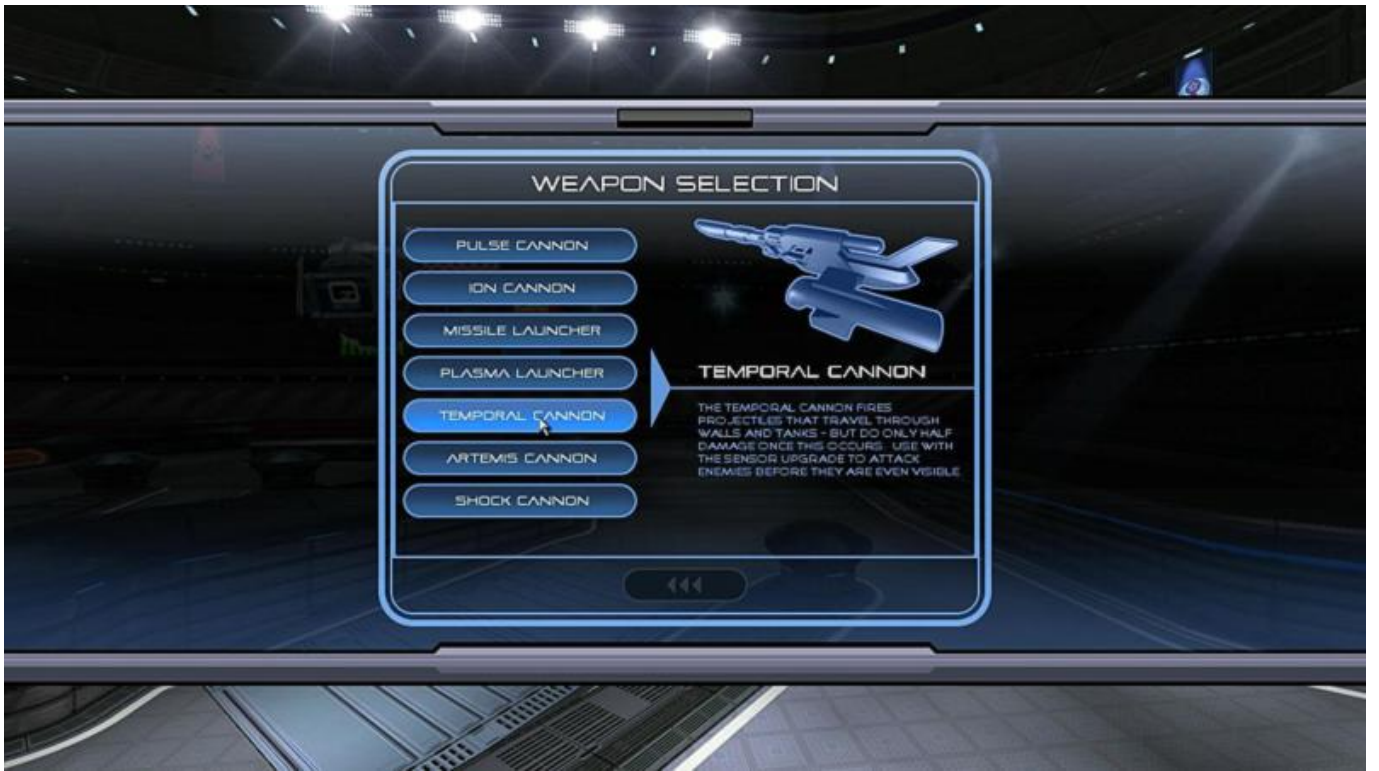 WEAPON SELECTION
PULSE CANNON
ION CANNON
MISSILE LAUNCHER
PLASMA LAUNCHER
TEMPORAL CANNON
ARTEMIS CANNON
SHOCK CANNON
TEMPORAL CANNON
THE TEMPORAL CANNON FIRES
PROJECTILES THAT TRAVEL THROUGH
WALLS AND TANKS - BUT DO ONLY HALF
DAMAGE ONCE THIS OCCURS. USE WITH
THE SENSOR UPGRADE TO ATTACK
ENEMIES BEFORE THEY ARE EVEN VISIBLE